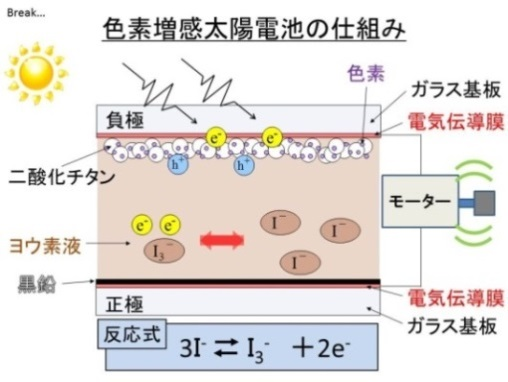 Break...
色素増感太陽電池の仕組み
色素
ガラス基板
負極
電気伝導膜
e⁻ e⁻
h⁺ h⁺
二酸化チタン
モーター
e⁻ e⁻
I⁻ I⁻
I₃⁻
I⁻
ヨウ素液
黒鉛
正極
電気伝導膜
ガラス基板
反応式
3I⁻ ⇄ I₃⁻ +2e⁻